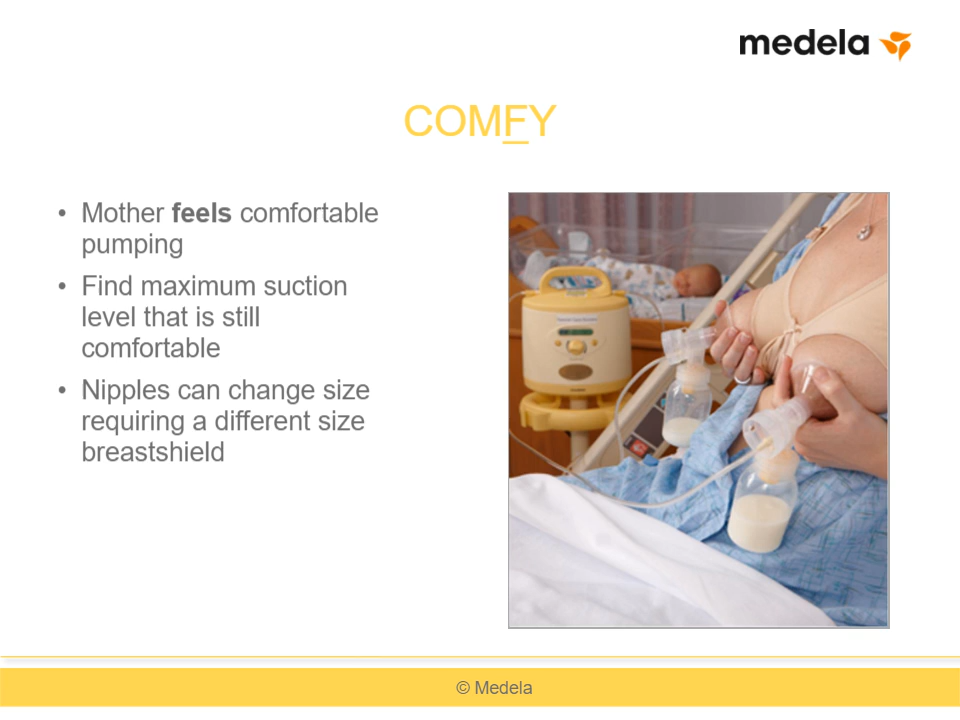 medela
COMFY
• Mother feels comfortable
pumping
• Find maximum suction
level that is still
comfortable
• Nipples can change size
requiring a different size
breastshield
© Medela